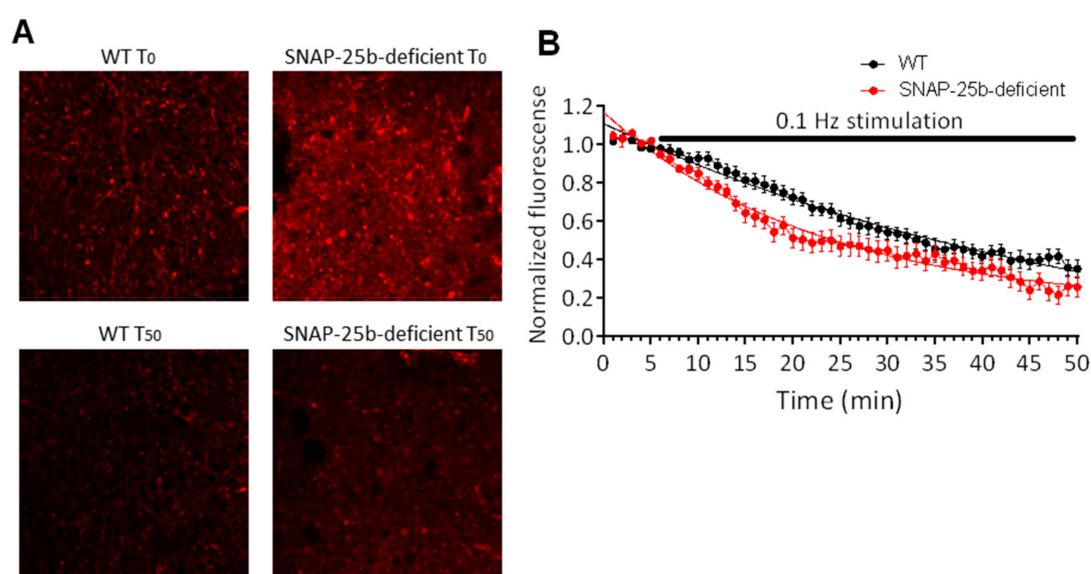 A
WT T0
SNAP-25b-deficient T0
WT T50
SNAP-25b-deficient T50
B
WT
SNAP-25b-deficient
0.1 Hz stimulation
Normalized fluorescense
1.2
1.0
0.8
0.6
0.4
0.2
0.0
0 5 10 15 20 25 30 35 40 45 50
Time (min)